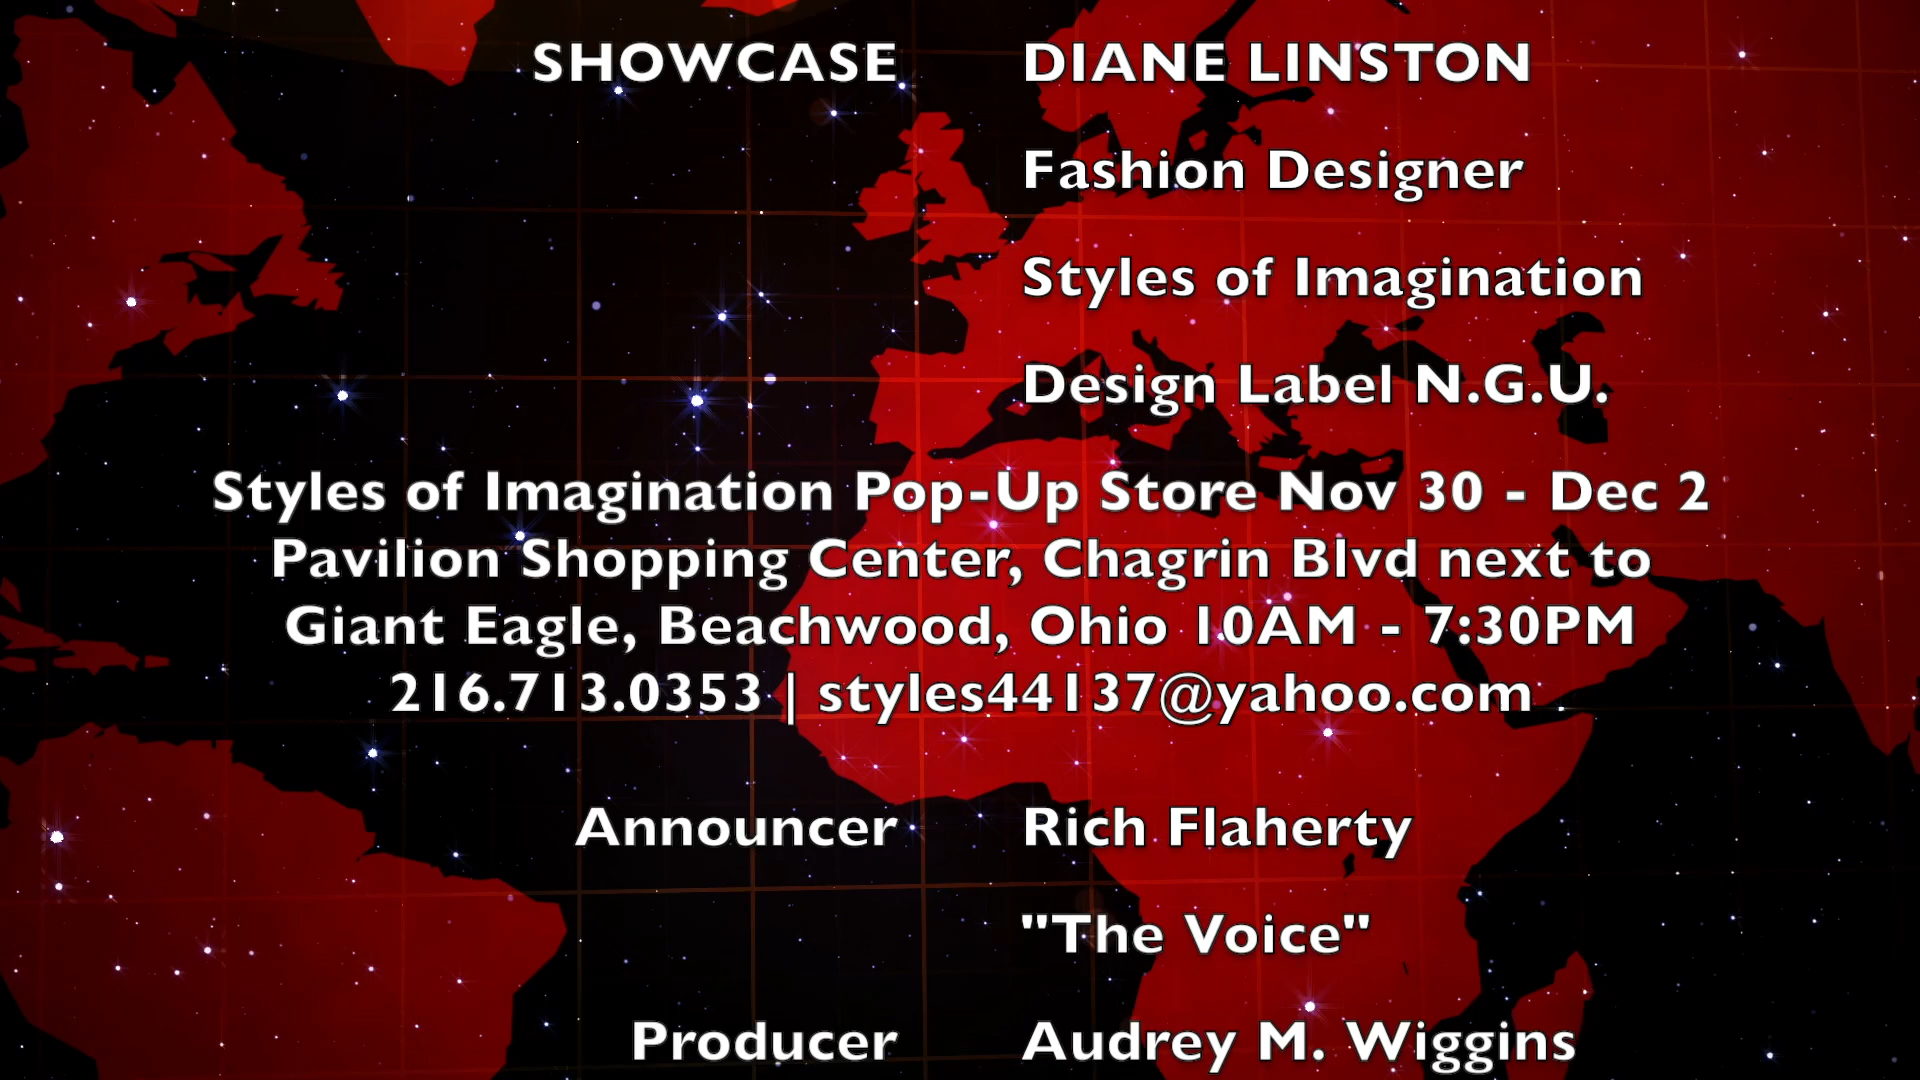 SHOWCASE DIANE LINSTON
Fashion Designer
Styles of Imagination
Design Label N.G.U.
Styles of Imagination Pop-Up Store Nov 30 - Dec 2
Pavilion Shopping Center, Chagrin Blvd next to
Giant Eagle, Beachwood, Ohio 10AM - 7:30PM
216.713.0353 | styles44137@yahoo.com
Announcer Rich Flaherty
"The Voice"
Producer Audrey M. Wiggins